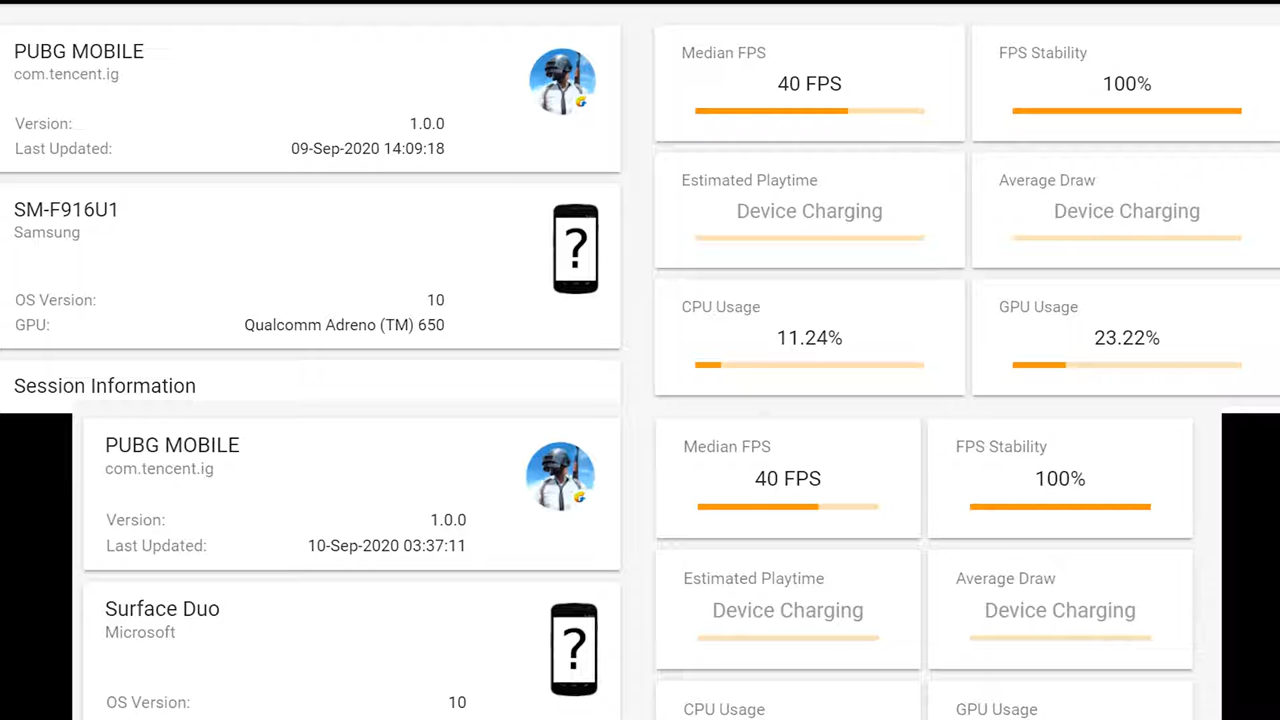 PUBG MOBILE
com.tencent.ig
Version: 1.0.0
Last Updated: 09-Sep-2020 14:09:18
SM-F916U1
Samsung
?
OS Version: 10
GPU: Qualcomm Adreno (TM) 650
Session Information
Median FPS
40 FPS
FPS Stability
100%
Estimated Playtime
Device Charging
Average Draw
Device Charging
CPU Usage
11.24%
GPU Usage
23.22%
PUBG MOBILE
com.tencent.ig
Version: 1.0.0
Last Updated: 10-Sep-2020 03:37:11
Surface Duo
Microsoft
?
OS Version: 10
Median FPS
40 FPS
FPS Stability
100%
Estimated Playtime
Device Charging
Average Draw
Device Charging
CPU Usage
GPU Usage